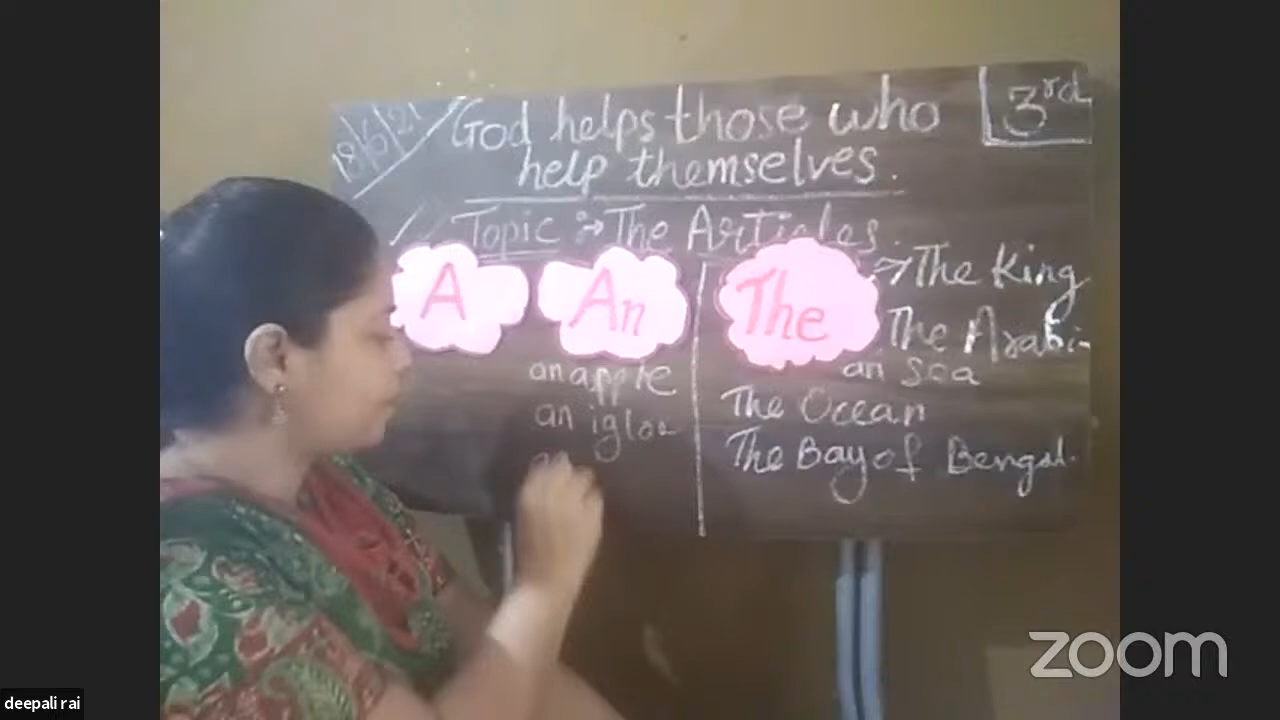 18/6/21
God helps those who
3rd
help themselves.
Topic :→ The Articles.
A
An
The
→ The King
The Arabi-
an Sea
an apple
an igloo
an
The Ocean
The Bay of Bengal.
zoom
deepali rai